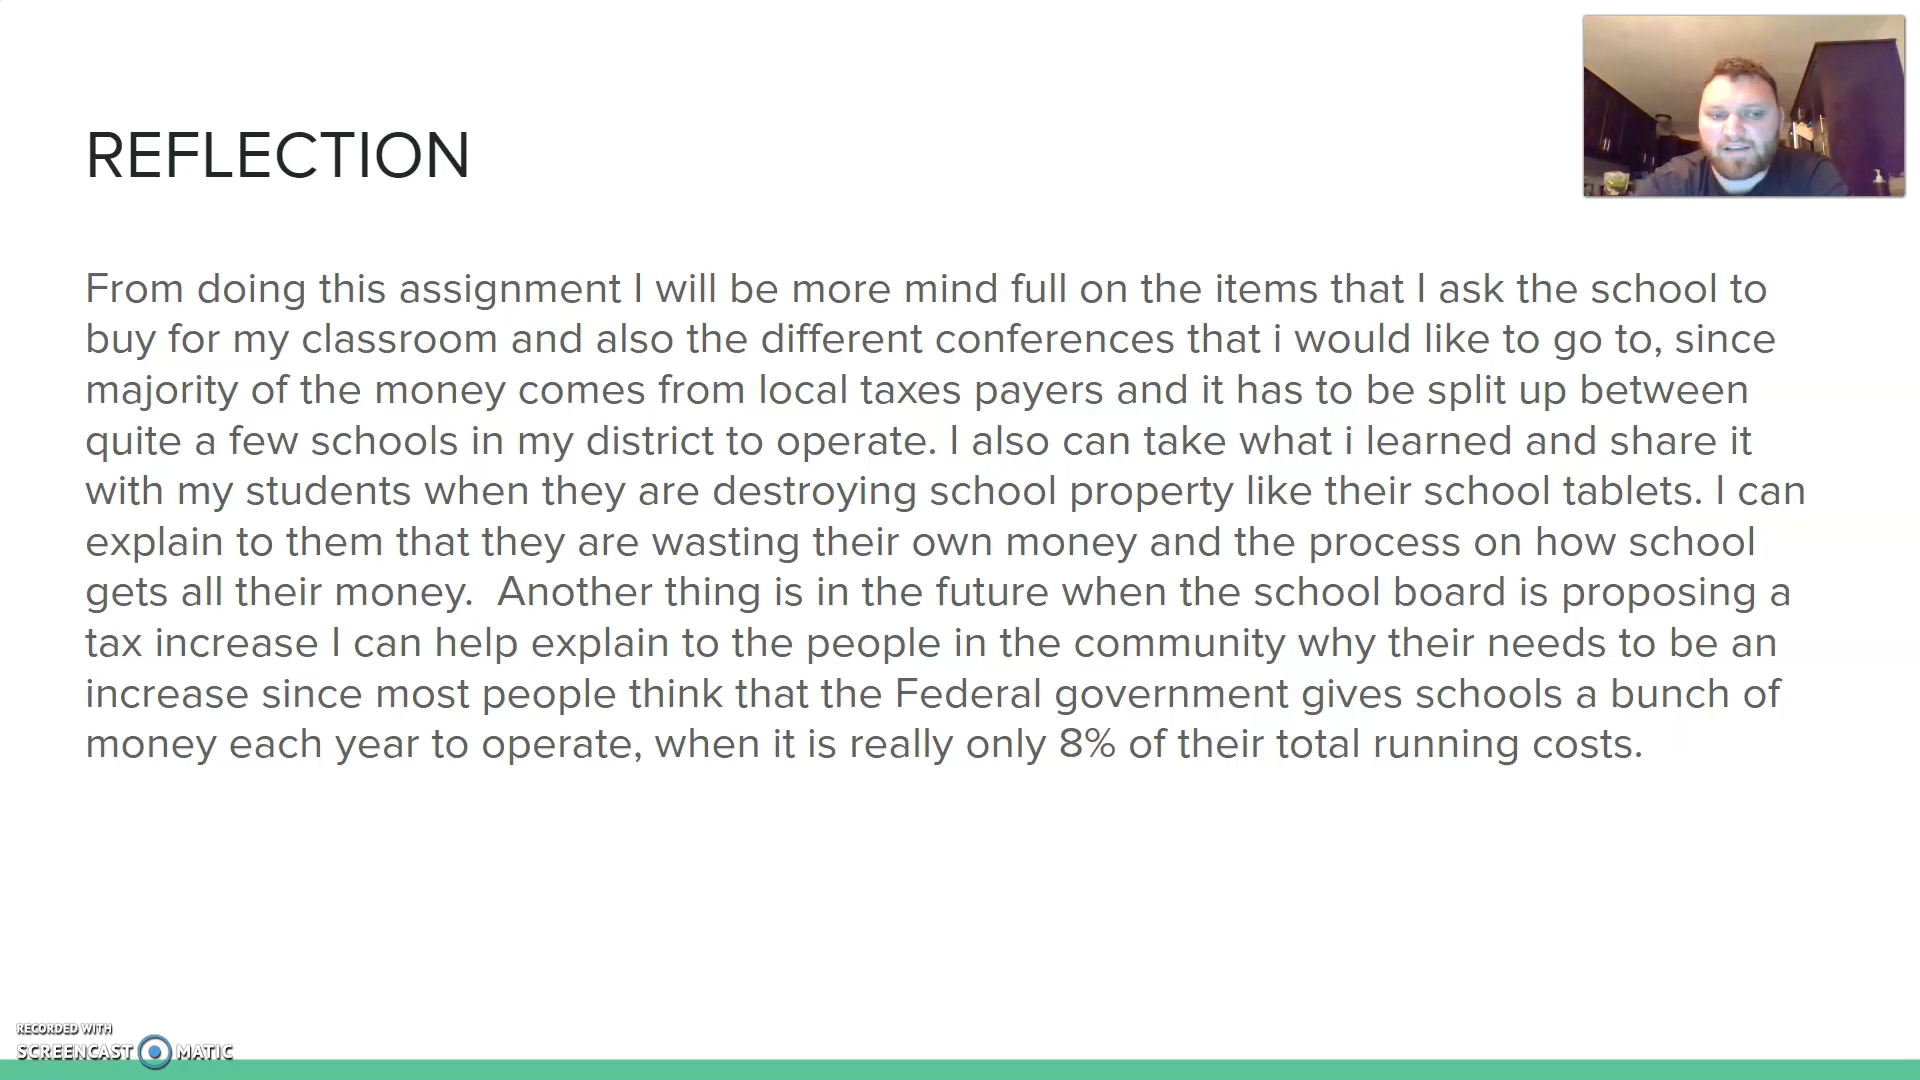 REFLECTION
From doing this assignment I will be more mind full on the items that I ask the school to
buy for my classroom and also the different conferences that i would like to go to, since
majority of the money comes from local taxes payers and it has to be split up between
quite a few schools in my district to operate. I also can take what i learned and share it
with my students when they are destroying school property like their school tablets. I can
explain to them that they are wasting their own money and the process on how school
gets all their money.  Another thing is in the future when the school board is proposing a
tax increase I can help explain to the people in the community why their needs to be an
increase since most people think that the Federal government gives schools a bunch of
money each year to operate, when it is really only 8% of their total running costs.
RECORDED WITH
SCREENCAST MATIC